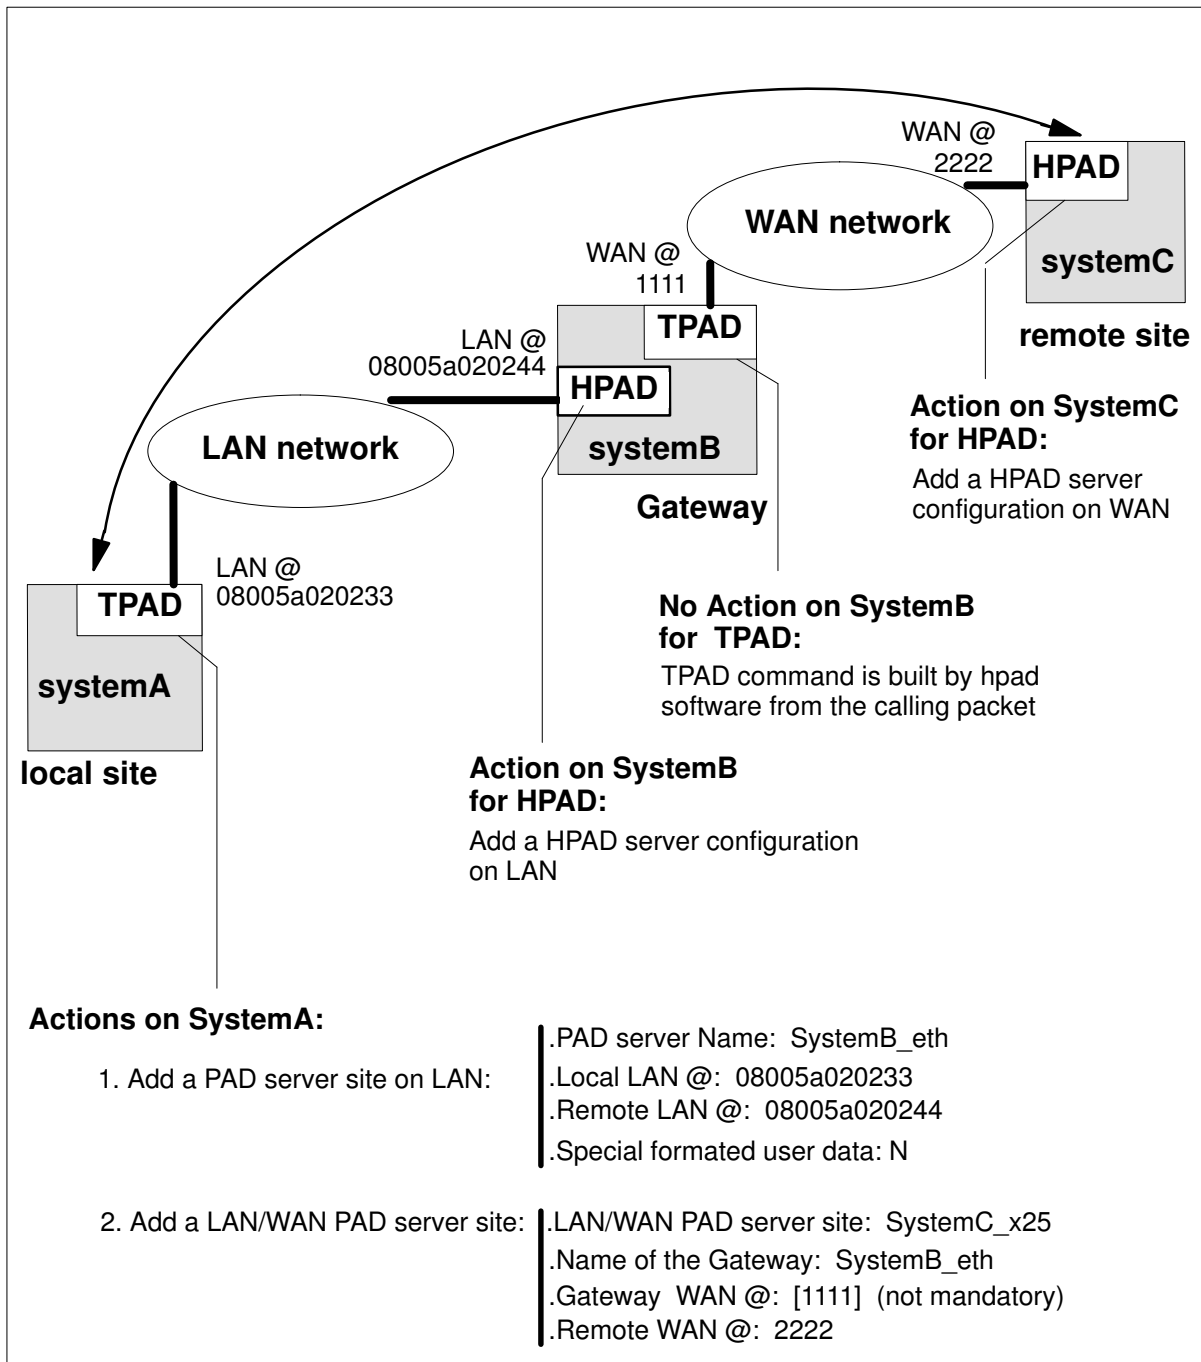 WAN @
2222
HPAD
WAN network
systemC
WAN @
1111
remote site
TPAD
LAN @
08005a020244
HPAD
Action on SystemC
for HPAD:
LAN network
systemB
Add a HPAD server
configuration on WAN
Gateway
LAN @
08005a020233
TPAD
No Action on SystemB
for TPAD:
systemA
TPAD command is built by hpad
software from the calling packet
local site
Action on SystemB
for HPAD:
Add a HPAD server configuration
on LAN
Actions on SystemA:
1. Add a PAD server site on LAN:
.PAD server Name: SystemB_eth
.Local LAN @: 08005a020233
.Remote LAN @: 08005a020244
.Special formated user data: N
2. Add a LAN/WAN PAD server site:
.LAN/WAN PAD server site: SystemC_x25
.Name of the Gateway: SystemB_eth
.Gateway WAN @: [1111] (not mandatory)
.Remote WAN @: 2222